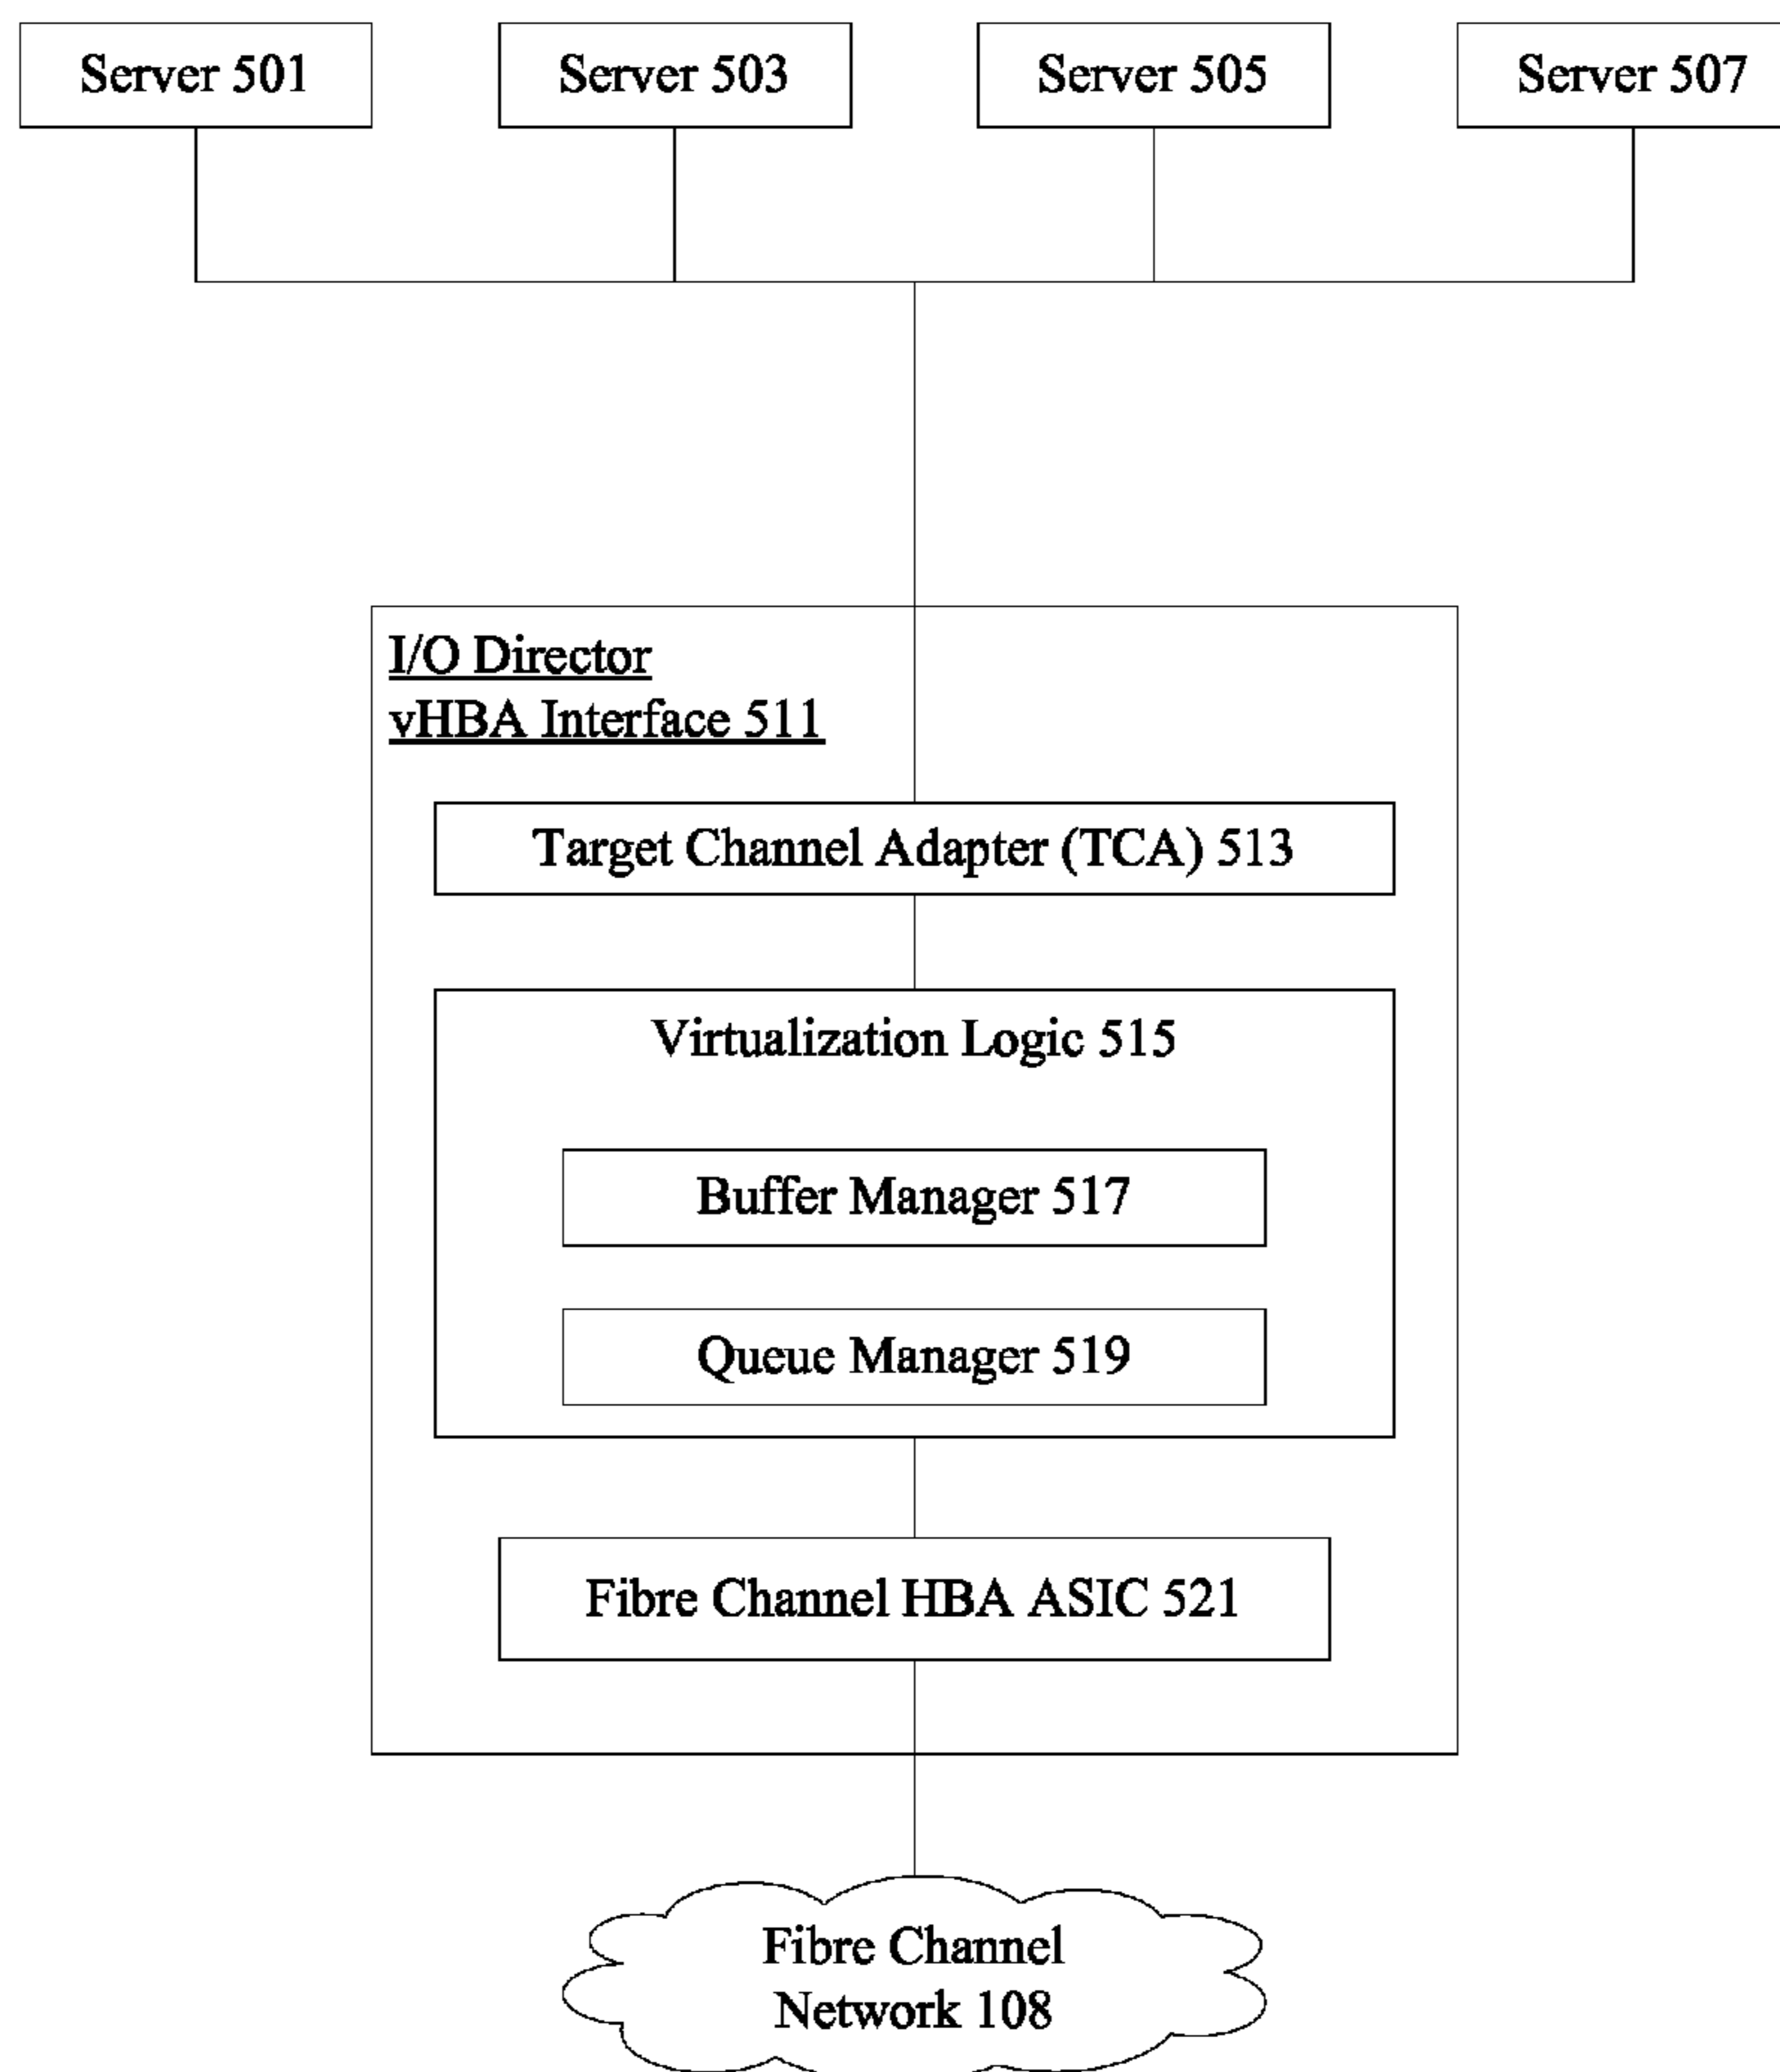 Server 501
Server 503
Server 505
Server 507
I/O Director
vHBA Interface 511
Target Channel Adapter (TCA) 513
Virtualization Logic 515
Buffer Manager 517
Queue Manager 519
Fibre Channel HBA ASIC 521
Fibre Channel
Network 108